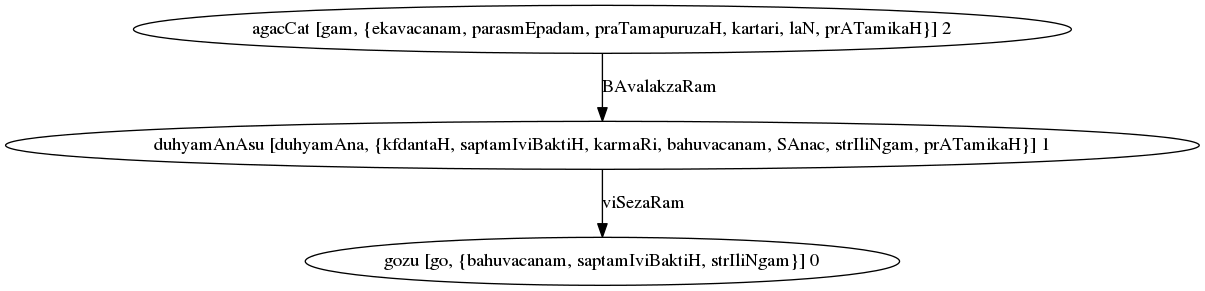 agacCat [gam, {ekavacanam, parasmEpadam, praTamapuruzaH, kartari, laN, prATamikaH}] 2
BAvalakzaRam
duhyamAnAsu [duhyamAna, {kfdantaH, saptamIviBaktiH, karmaRi, bahuvacanam, SAnac, strIliNgam, prATamikaH}] 1
viSezaRam
gozu [go, {bahuvacanam, saptamIviBaktiH, strIliNgam}] 0